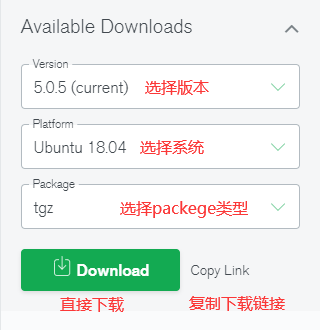 Available Downloads
Version
5.0.5 (current) 选择版本
Platform
Ubuntu 18.04 选择系统
Package
tgz 选择packege类型
Download Copy Link
直接下载 复制下载链接